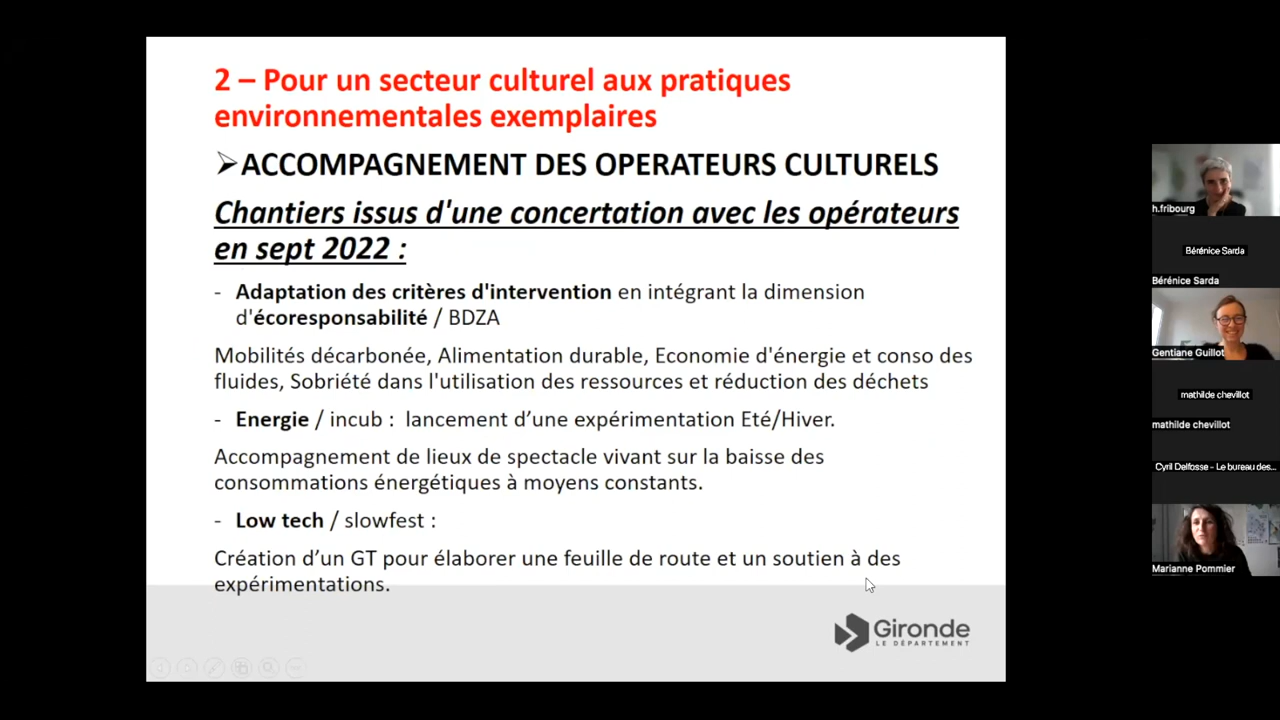 2 – Pour un secteur culturel aux pratiques
environnementales exemplaires
➢ACCOMPAGNEMENT DES OPERATEURS CULTURELS
Chantiers issus d'une concertation avec les opérateurs
en sept 2022 :
- Adaptation des critères d'intervention en intégrant la dimension
d'écoresponsabilité / BDZA
Mobilités décarbonée, Alimentation durable, Economie d'énergie et conso des
fluides, Sobriété dans l'utilisation des ressources et réduction des déchets
- Energie / incub : lancement d’une expérimentation Eté/Hiver.
Accompagnement de lieux de spectacle vivant sur la baisse des
consommations énergétiques à moyens constants.
- Low tech / slowfest :
Création d’un GT pour élaborer une feuille de route et un soutien à des
expérimentations.
Gironde
LE DÉPARTEMENT
h.fribourg
Bérénice Sarda
Bérénice Sarda
Gentiane Guillot
mathilde chevillot
mathilde chevillot
Cyril Delfosse - Le bureau des...
Marianne Pommier